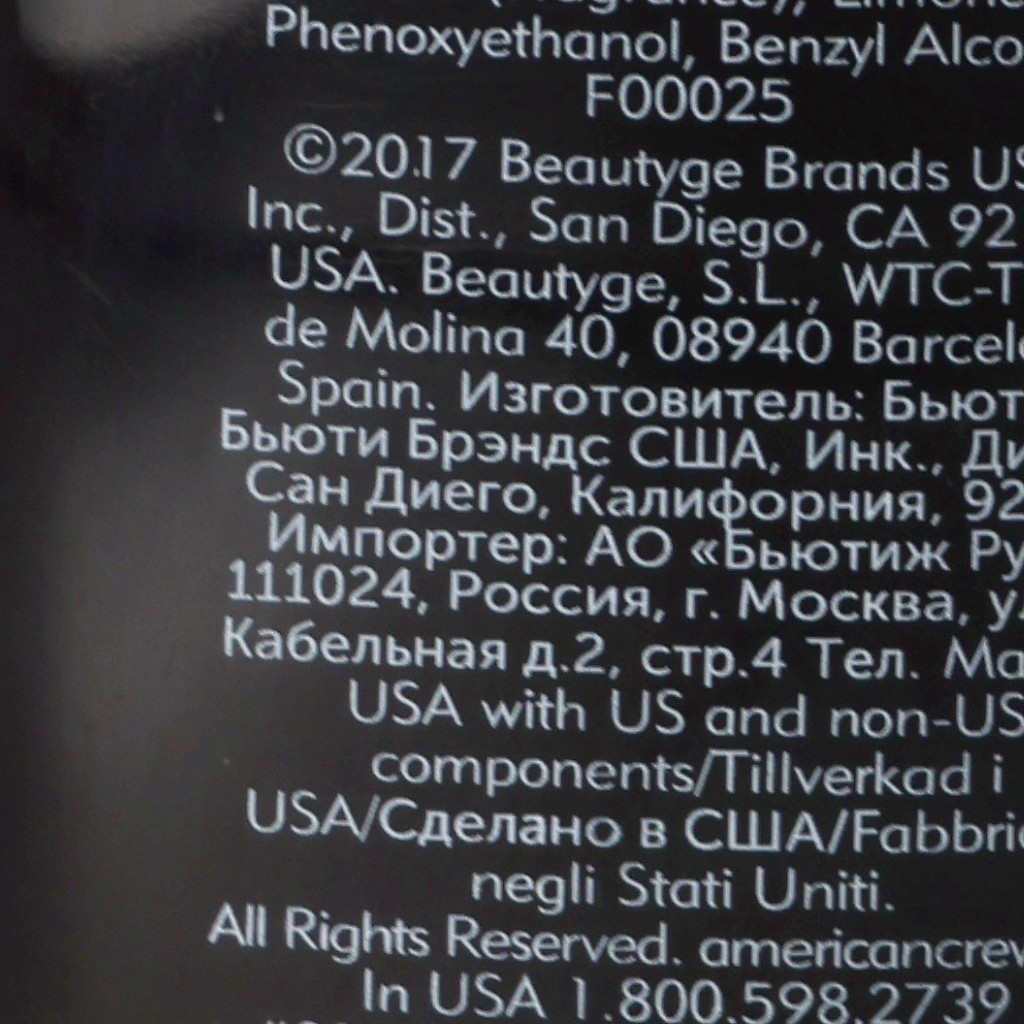 Phenoxyethanol, Benzyl
F00025
©2017 Beautyge Brands
Inc., Dist., San Diego, CA
USA. Beautyge, S.L.,
de Molina 40, 08940
Spain. Изготовитель:
Бьюти Брэндс США, Инк.,
Сан Диего, Калифорния,
Импортер: АО «Бьютиж
111024, Россия, г. Москва,
Кабельная д.2, стр.4 Тел.
USA with US and non-US
components/Tillverkad i
USA/Сделано в США/
negli Stati Uniti.
All Rights Reserved. americancrew
In USA 1.800.598.2739